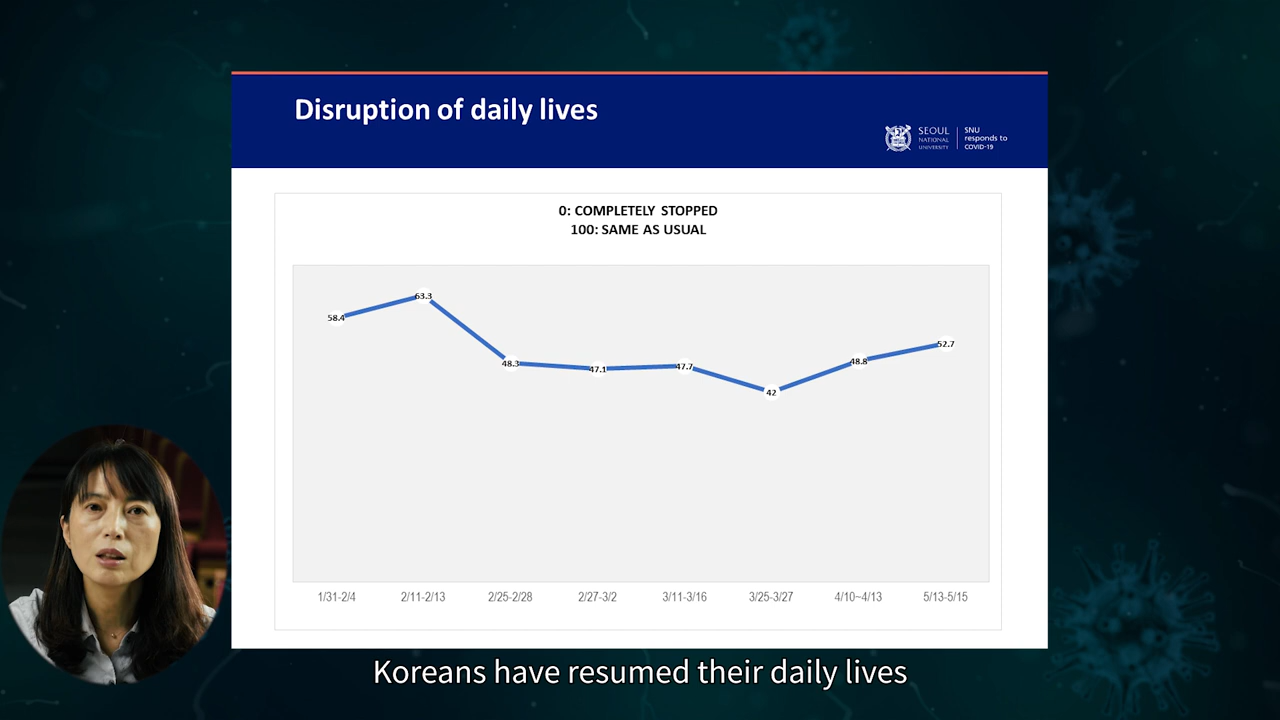 Disruption of daily lives
SEOUL
NATIONAL
UNIVERSITY
SNU
responds to
COVID-19
0: COMPLETELY STOPPED
100: SAME AS USUAL
58.4
63.3
48.3
47.1
47.7
42
48.8
52.7
1/31-2/4
2/11-2/13
2/25-2/28
2/27-3/2
3/11-3/16
3/25-3/27
4/10~4/13
5/13-5/15
Koreans have resumed their daily lives